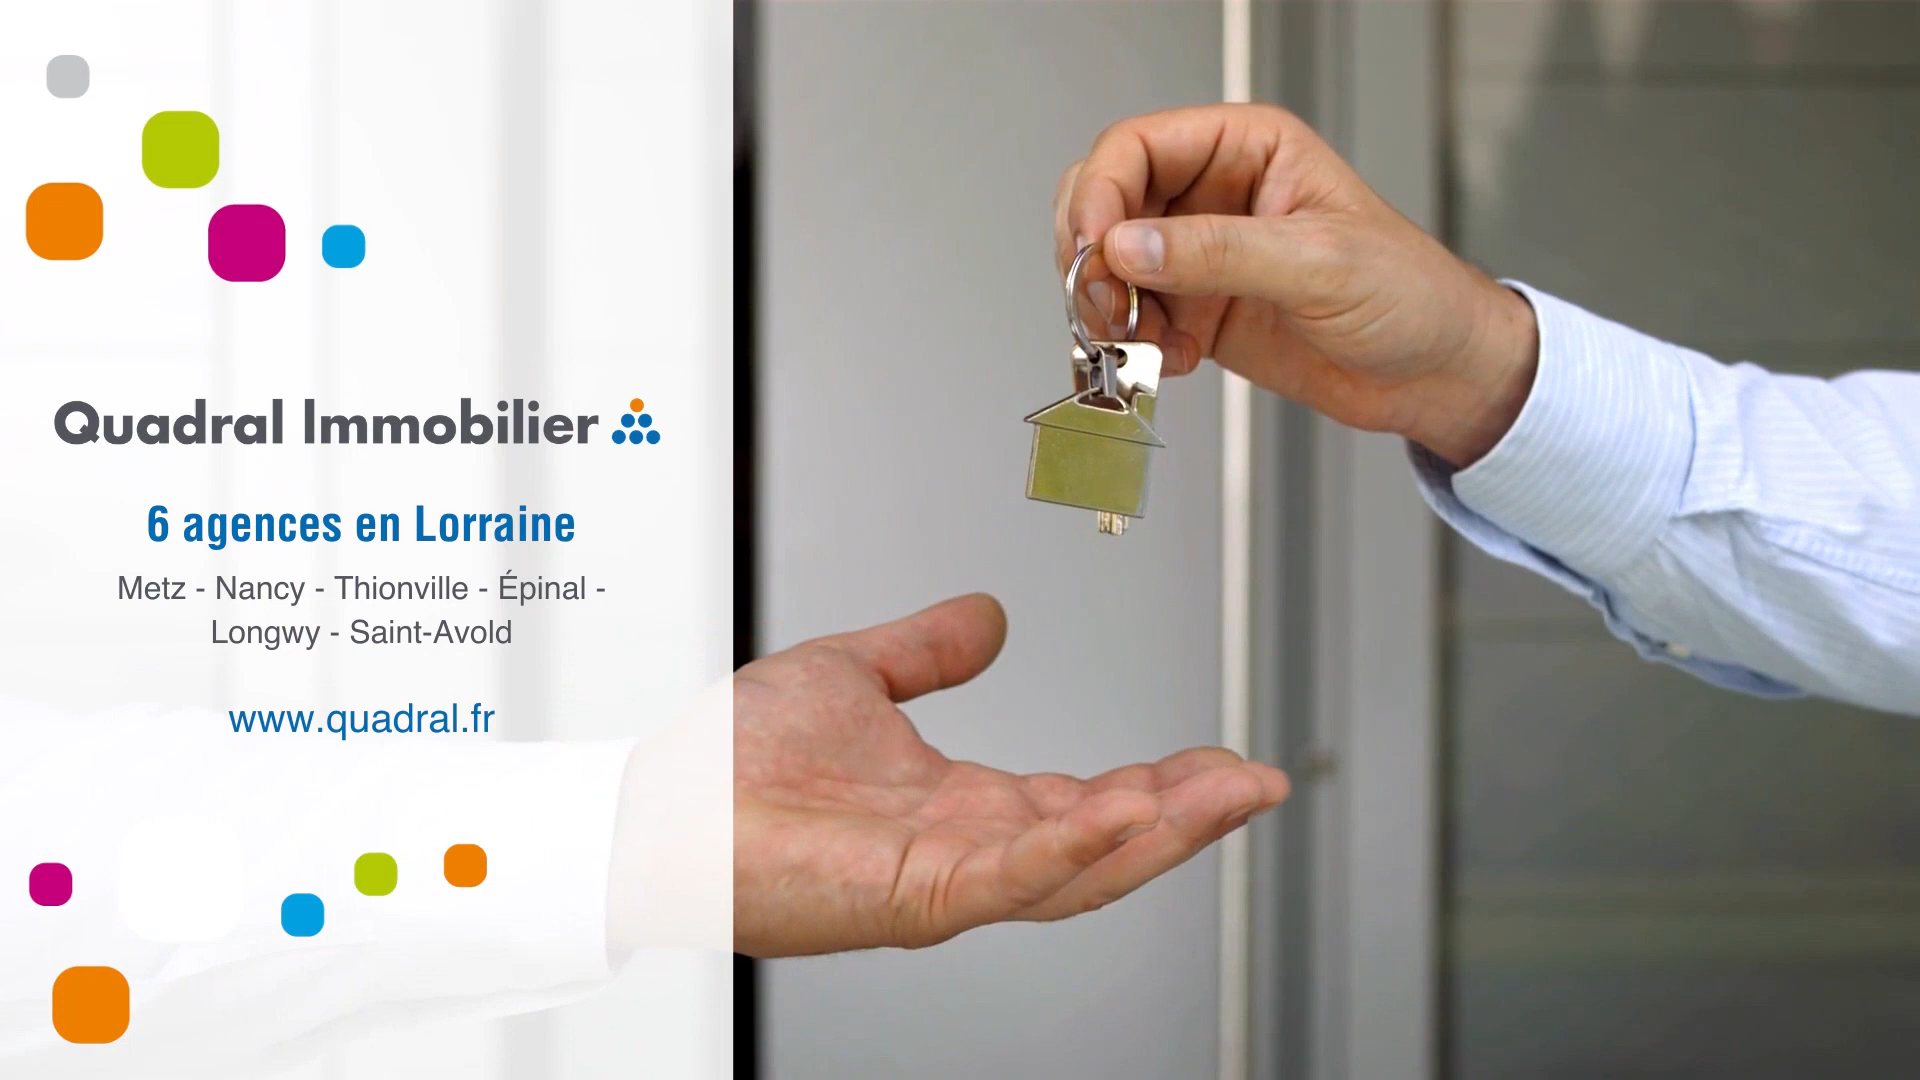 Quadral Immobilier
6 agences en Lorraine
Metz - Nancy - Thionville - Épinal -
Longwy - Saint-Avold
www.quadral.fr